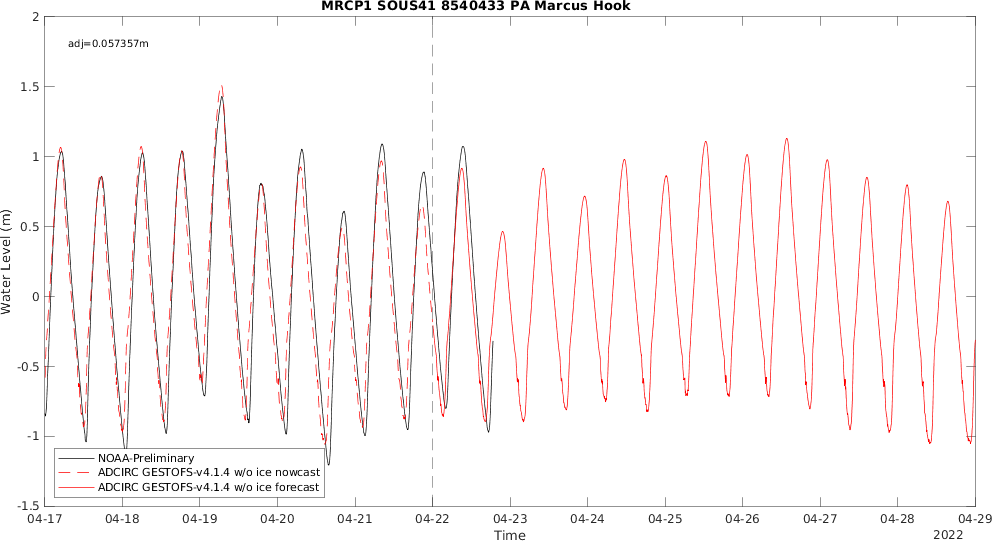 MRCP1 SOUS41 8540433 PA Marcus Hook
adj=0.057357m
2
1.5
1
0.5
0
-0.5
-1
-1.5
Water Level (m)
NOAA-Preliminary
ADCIRC GESTOFS-v4.1.4 w/o ice nowcast
ADCIRC GESTOFS-v4.1.4 w/o ice forecast
04-17 04-18 04-19 04-20 04-21 04-22 04-23 04-24 04-25 04-26 04-27 04-28 04-29
Time
2022